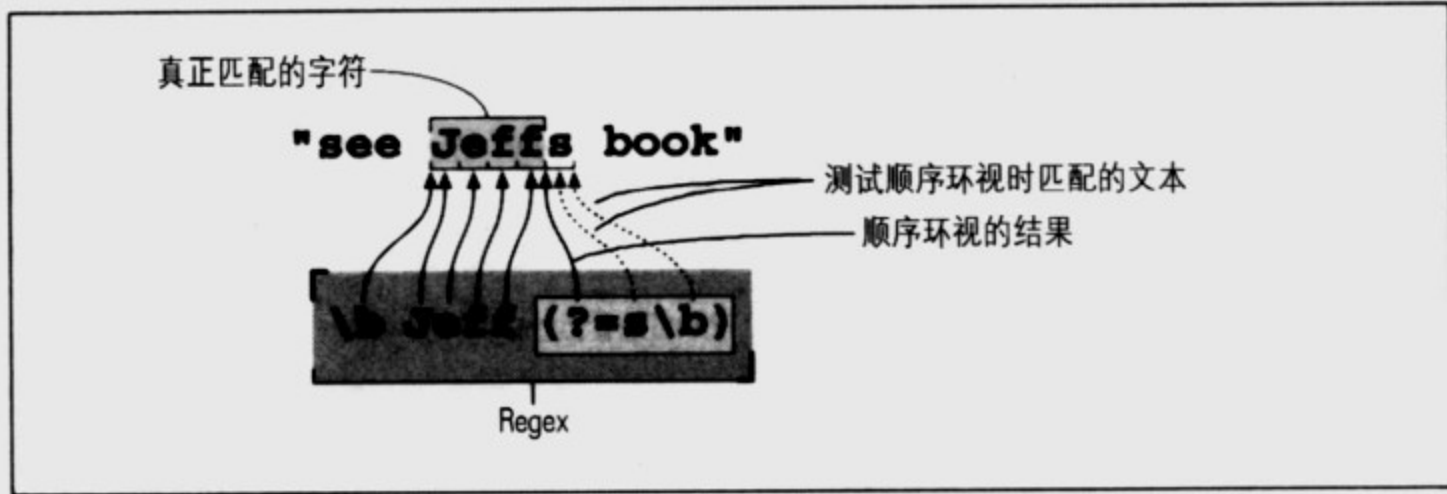 真正匹配的字符
"see Jeffs book"
测试顺序环视时匹配的文本
顺序环视的结果
\b Jeff (?=s\b)
Regex